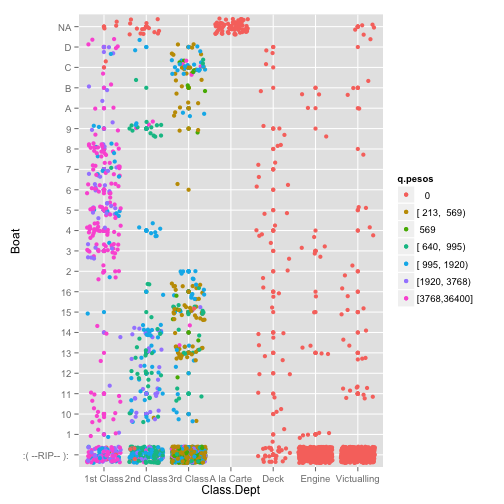 NA
D
C
B
A
9
8
7
6
5
4
3
2
16
15
14
13
12
11
10
1
:( --RIP-- ):
Boat
1st Class 2nd Class 3rd Class A la Carte Deck Engine Victualling
Class.Dept
q.pesos
0
[ 213, 569)
569
[ 640, 995)
[ 995, 1920)
[1920, 3768)
[3768,36400]